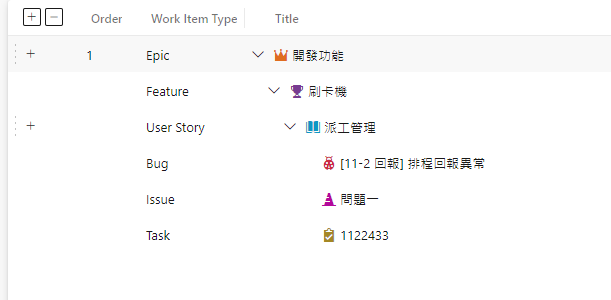 Order Work Item Type Title
1 Epic 開發功能
Feature 刷卡機
User Story 派工管理
Bug [11-2 回報] 排程回報異常
Issue 問題一
Task 1122433